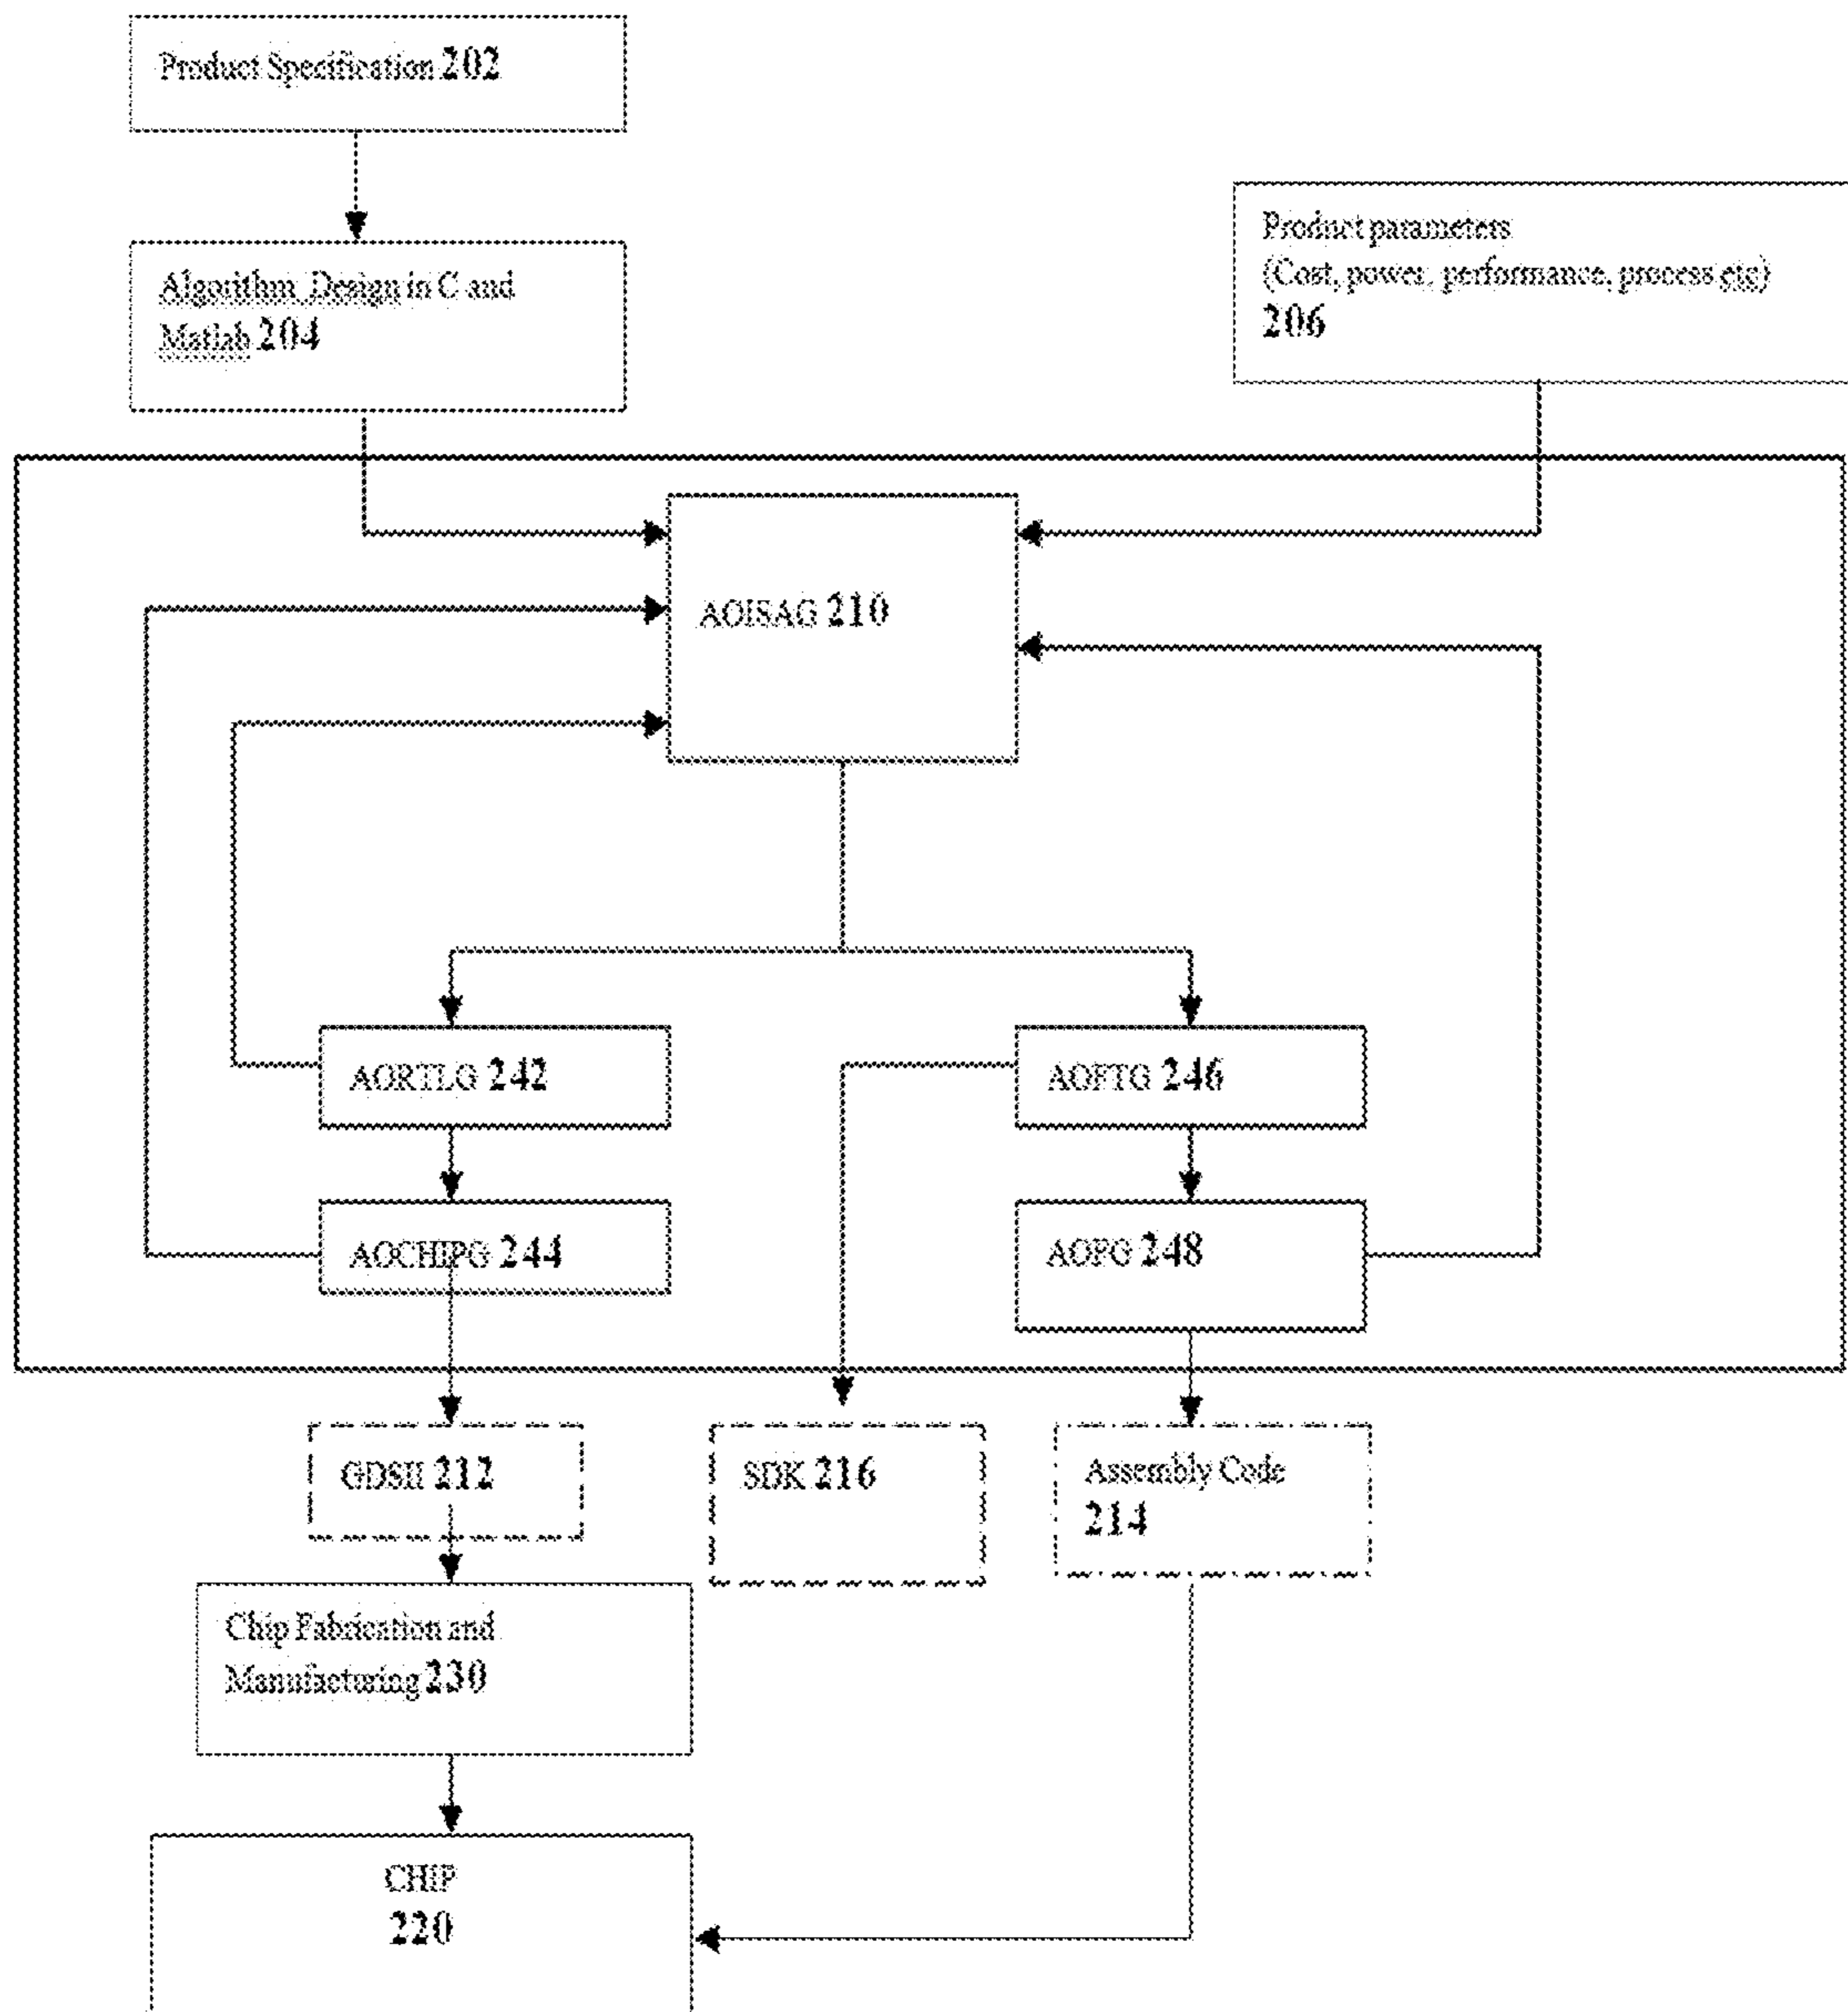 Product Specification 202
Algorithm Design in C and
Matlab 204
Product parameters
(Cost, power, performance, process etc)
206
AOISAG 210
AORTLG 242
AOFTG 246
AOCHIPG 244
AOFG 248
GDSII 212
SDK 216
Assembly Code
214
Chip Fabrication and
Manufacturing 230
CHIP
220